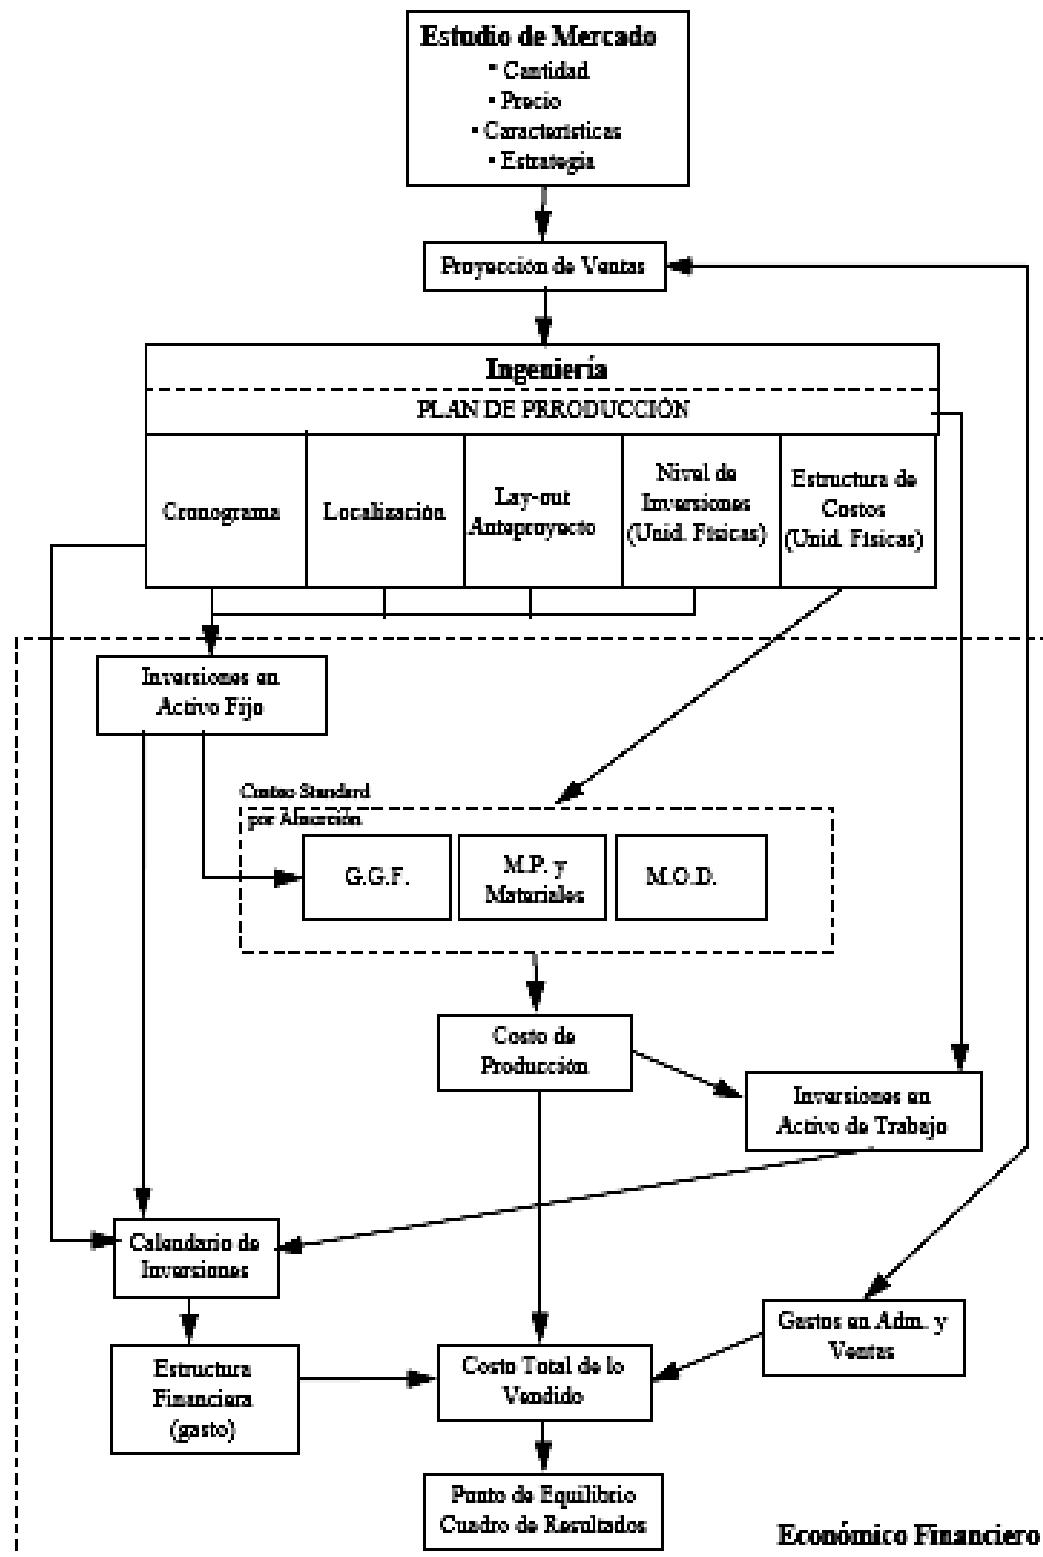 Estudio de Mercado
▪ Cantidad
▪ Precio
▪ Características
▪ Estrategia
Proyección de Ventas
Ingeniería
PLAN DE PRRODUCCIÓN
Cronograma
Localización
Lay-out
Anteproyecto
Nivel de
Inversiones
(Unid. Físicas)
Estructura de
Costos
(Unid. Físicas)
Inversiones en
Activo Fijo
Costeo Standard
por Absorción
G.G.F.
M.P. y
Materiales
M.O.D.
Costo de
Producción
Inversiones en
Activo de Trabajo
Calendario de
Inversiones
Gastos en Adm. y
Ventas
Estructura
Financiera
(gasto)
Costo Total de lo
Vendido
Punto de Equilibrio
Cuadro de Resultados
Económico Financiero